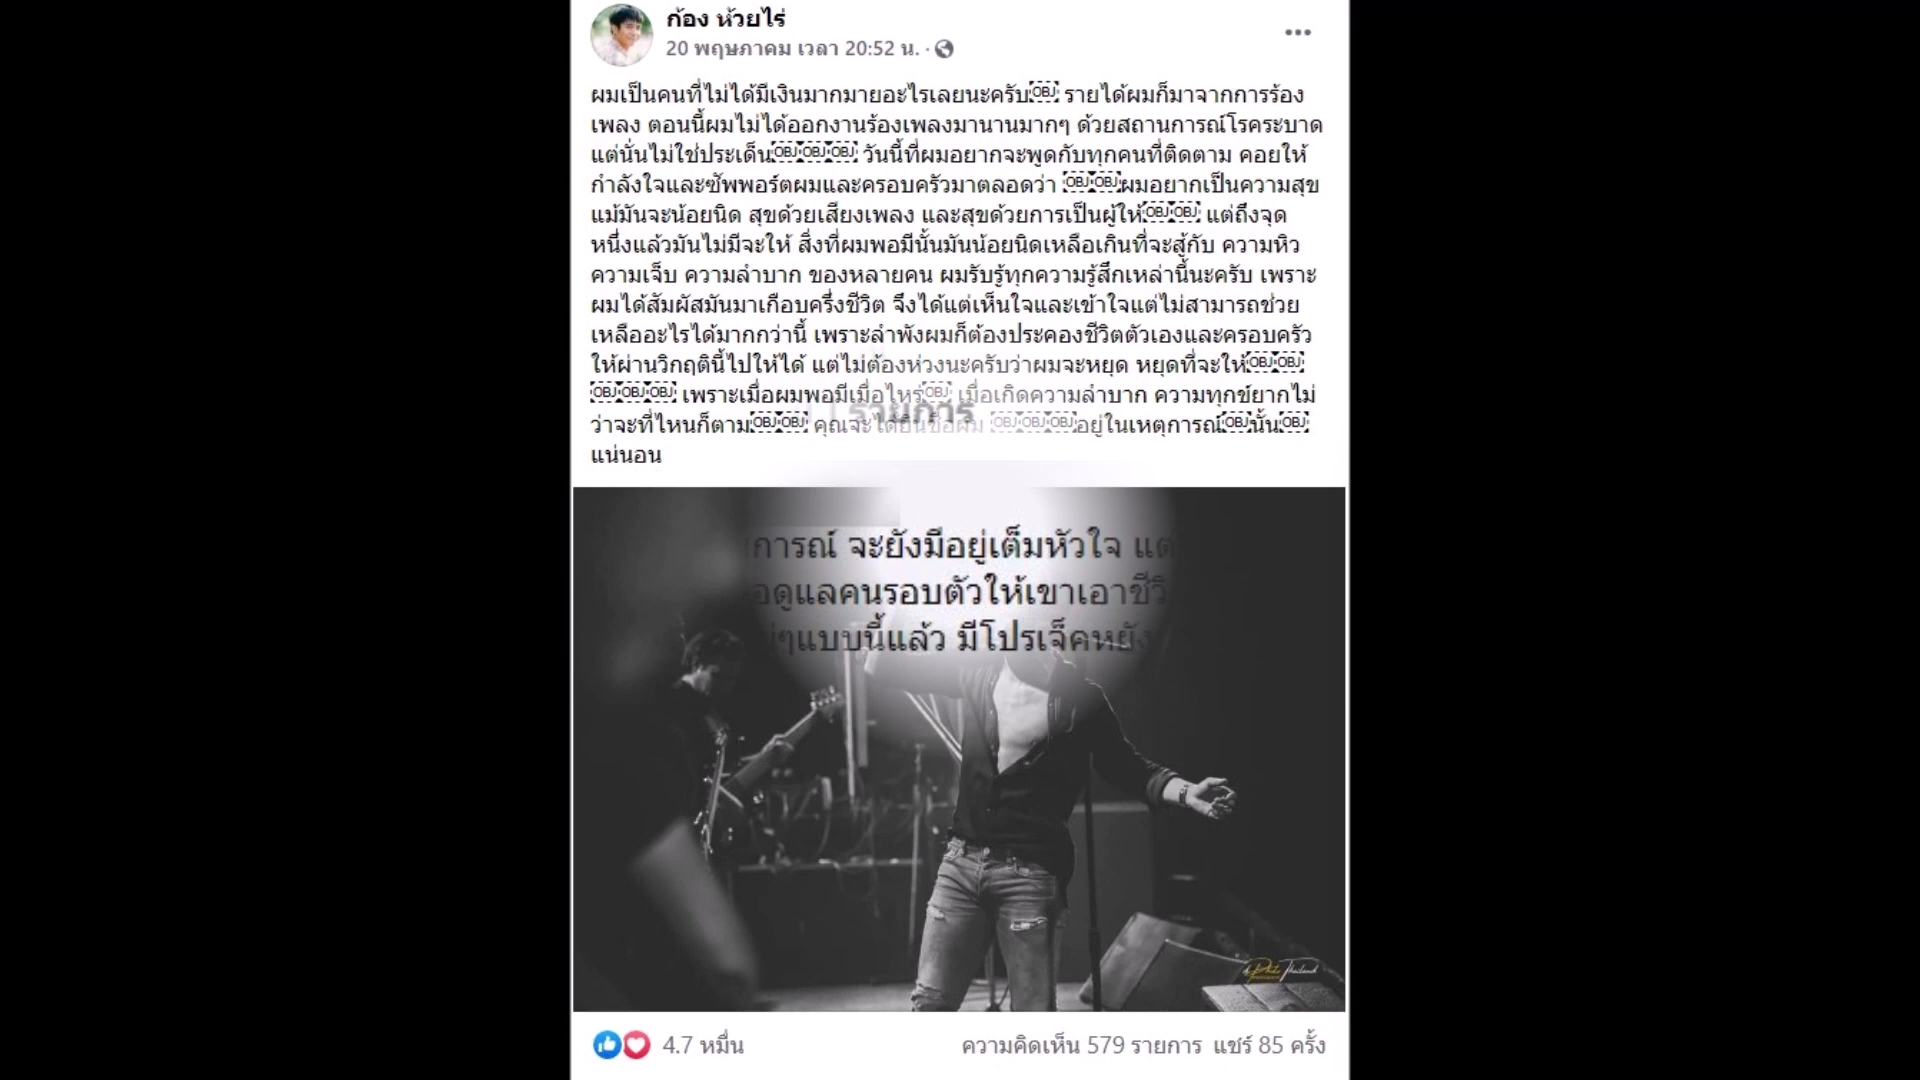 ก้อง ห้วยไร่
20 พฤษภาคม เวลา 20:52 น. ·
ผมเป็นคนที่ไม่ได้มีเงินมากมายอะไรเลยนะครับ￼ รายได้ผมก็มาจากการร้อง
เพลง ตอนนี้ผมไม่ได้ออกงานร้องเพลงมานานมากๆ ด้วยสถานการณ์โรคระบาด
แต่นั่นไม่ใช่ประเด็น￼￼￼ วันนี้ที่ผมอยากจะพูดกับทุกคนที่ติดตาม คอยให้
กำลังใจและซัพพอร์ตผมและครอบครัวมาตลอดว่า ￼￼ผมอยากเป็นความสุข
แม้มันจะน้อยนิด สุขด้วยเสียงเพลง และสุขด้วยการเป็นผู้ให้￼￼ แต่ถึงจุด
หนึ่งแล้วมันไม่มีจะให้ สิ่งที่ผมพอมีนั้นมันน้อยนิดเหลือเกินที่จะสู้กับ ความหิว
ความเจ็บ ความลำบาก ของหลายคน ผมรับรู้ทุกความรู้สึกเหล่านี้นะครับ เพราะ
ผมได้สัมผัสมันมาเกือบครึ่งชีวิต จึงได้แต่เห็นใจและเข้าใจแต่ไม่สามารถช่วย
เหลืออะไรได้มากกว่านี้ เพราะลำพังผมก็ต้องประคองชีวิตตัวเองและครอบครัว
ให้ผ่านวิกฤตินี้ไปให้ได้ แต่ไม่ต้องห่วงนะครับว่าผมจะหยุด หยุดที่จะให้￼￼
￼￼￼ เพราะเมื่อผมพอมีเมื่อไหร่￼ เมื่อเกิดความลำบาก ความทุกข์ยากไม่
ว่าจะที่ไหนก็ตาม￼￼ คุณจะได้ยินชื่อผม ￼￼￼อยู่ในเหตุการณ์￼นั้น￼
รายการ
แน่นอน
การณ์ จะยังมีอยู่เต็มหัวใจ แต่
อดูแลคนรอบตัวให้เขาเอาชีวิ
ๆแบบนี้แล้ว มีโปรเจ็คหยัง
Thailand
4.7 หมื่น
ความคิดเห็น 579 รายการ แชร์ 85 ครั้ง